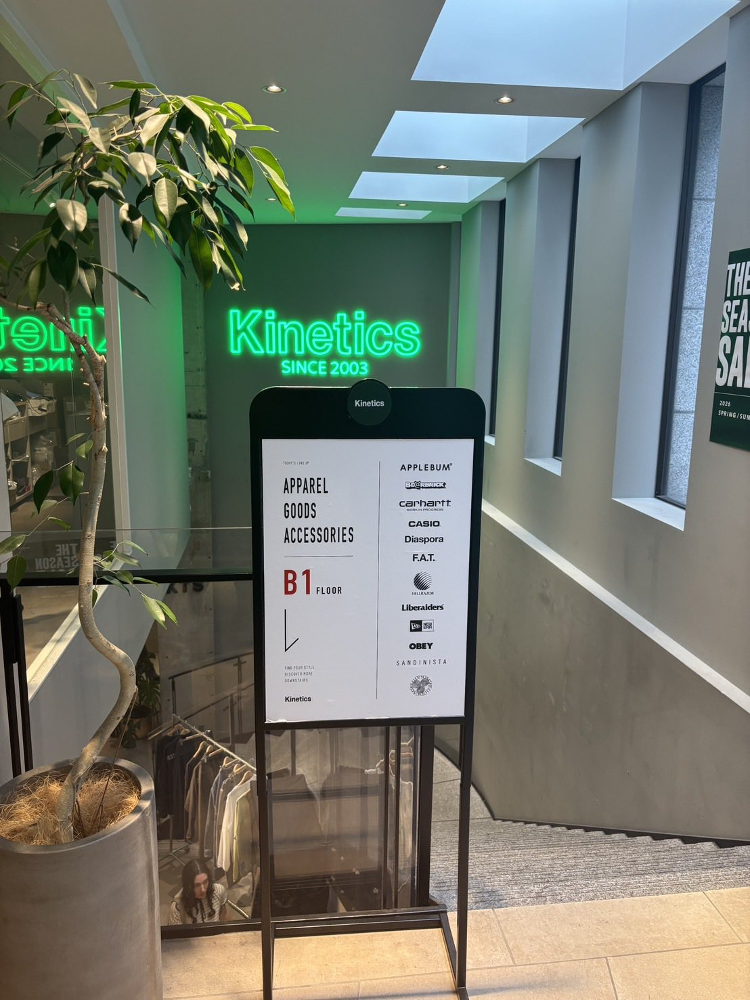 Kinetics
SINCE 2003
Kinetics
TODAY'S LINEUP
APPAREL
GOODS
ACCESSORIES
B1 FLOOR
FIND YOUR STYLE
DISCOVER MORE
DOWNSTAIRS.
Kinetics
APPLEBUM®
BE@RBRICK
carhartt
WORK IN PROGRESS
CASIO
Diaspora
F.A.T.
HELLRAZOR
Liberaiders
NEW
ERA
OBEY
SANDINISTA
THE
SEA
SAL
2026
SPRING/SUM